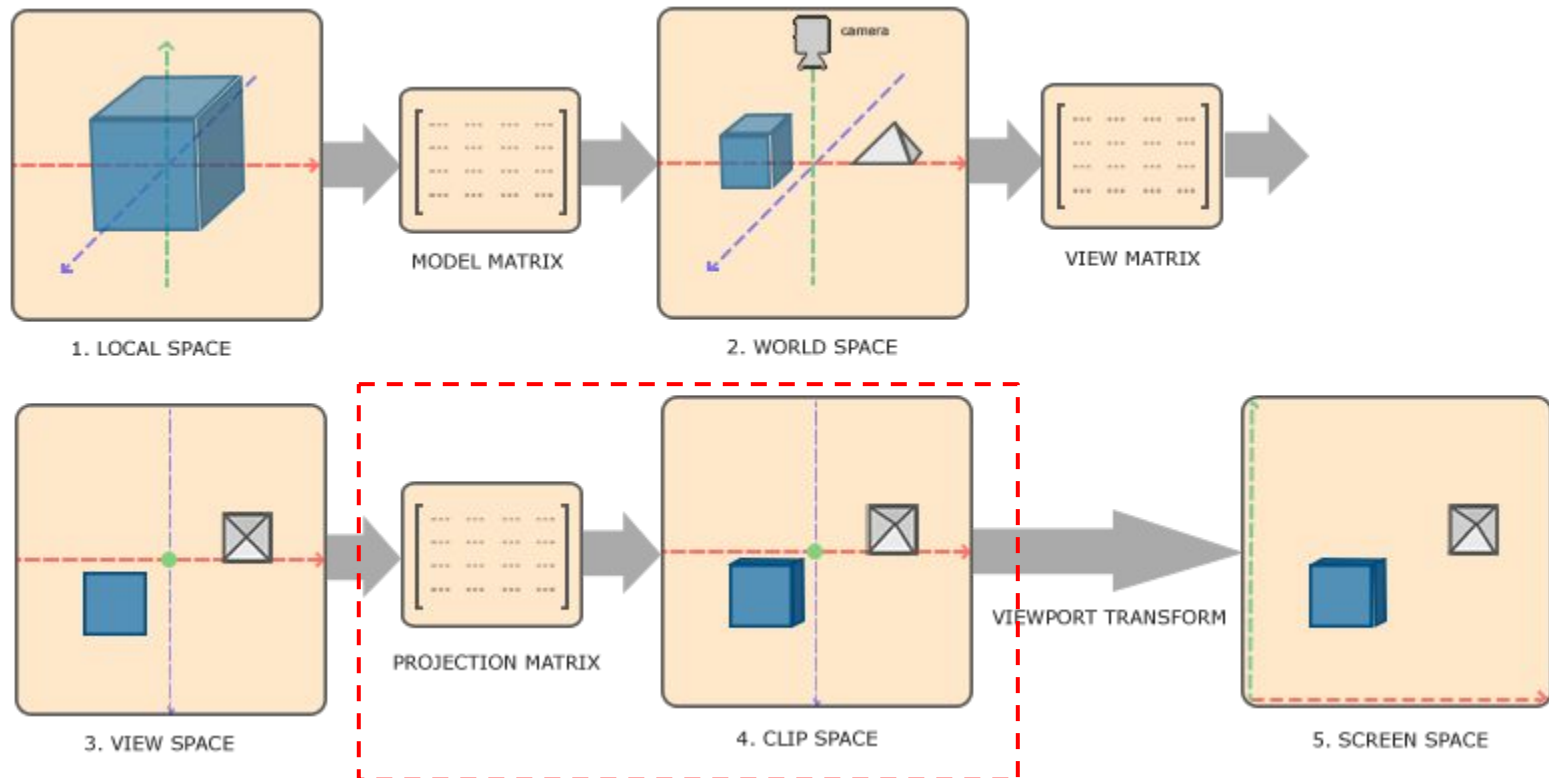 camera
MODEL MATRIX
VIEW MATRIX
1. LOCAL SPACE
2. WORLD SPACE
VIEWPORT TRANSFORM
PROJECTION MATRIX
3. VIEW SPACE
4. CLIP SPACE
5. SCREEN SPACE